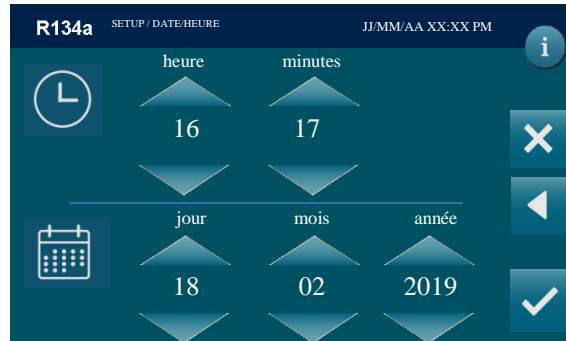 R134a SETUP / DATE/HEURE JJ/MM/AA XX:XX PM
i
heure minutes
16 17
jour mois année
18 02 2019